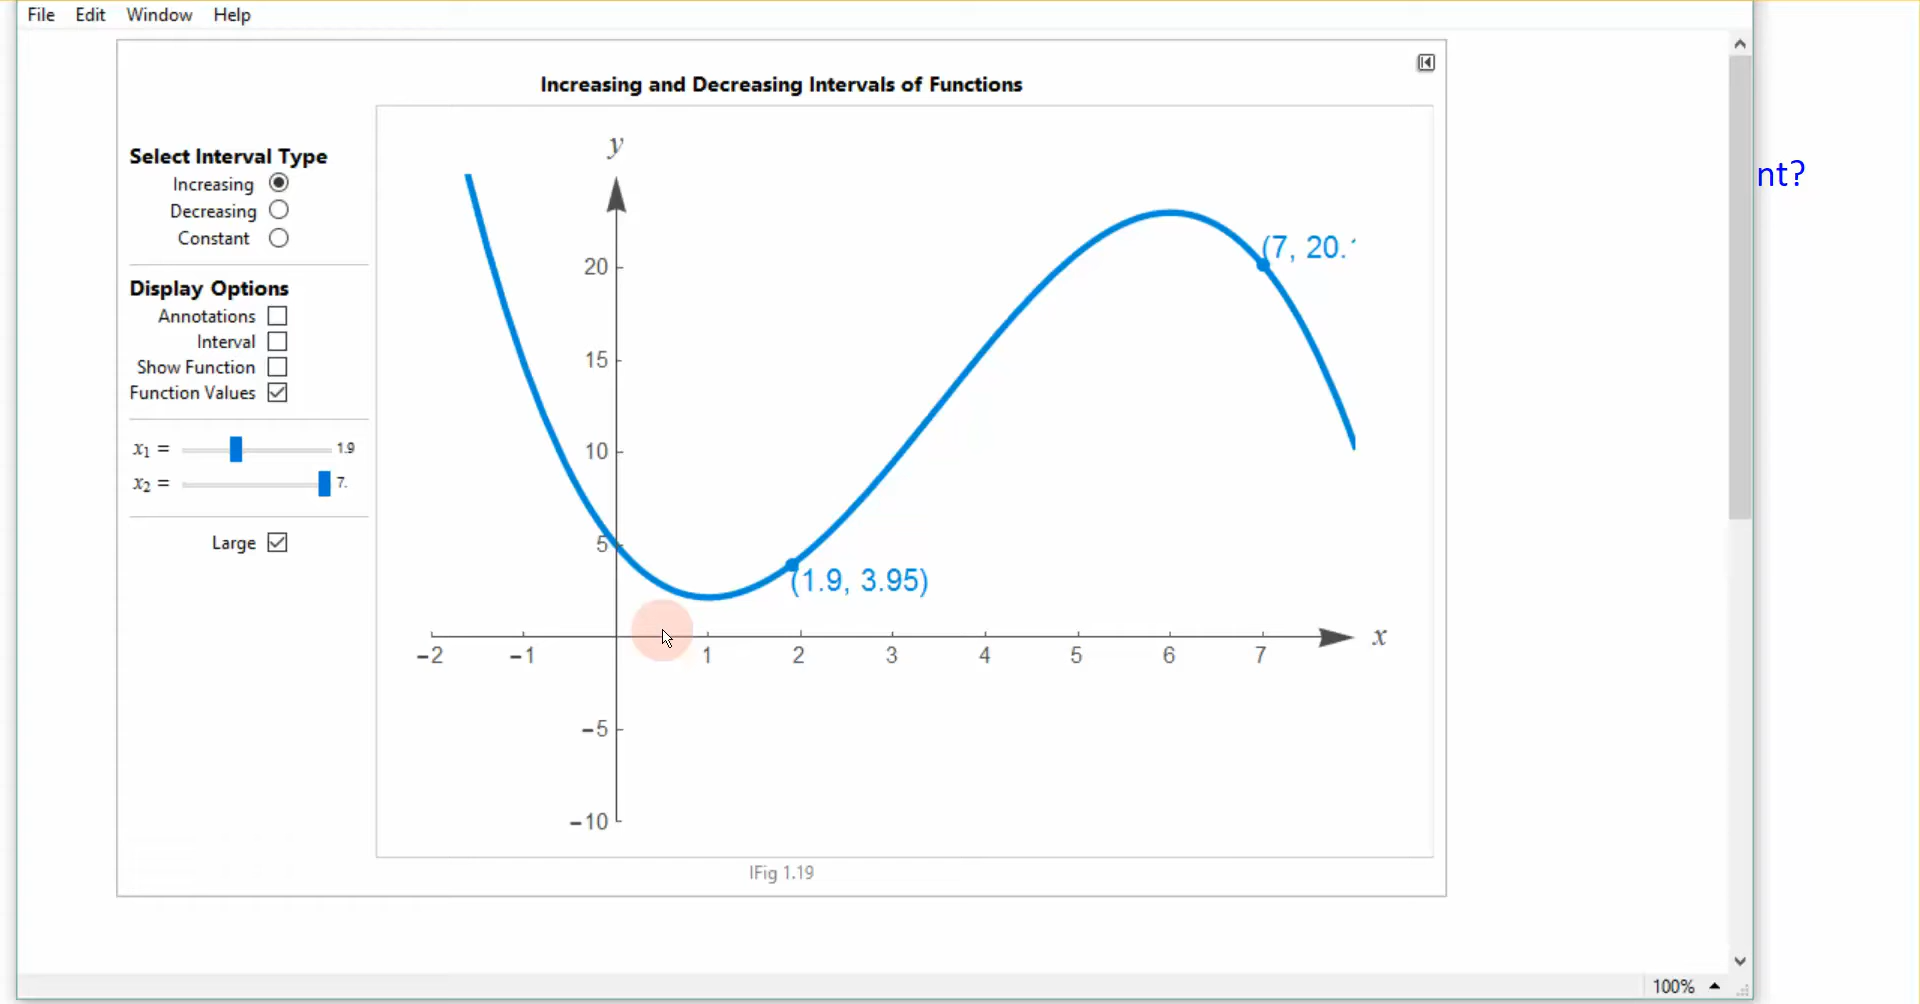 File Edit Window Help
nt?
Increasing and Decreasing Intervals of Functions
Select Interval Type
Increasing
Decreasing
Constant
Display Options
Annotations
Interval
Show Function
Function Values
x1 = 1.9
x2 = 7.
Large
y
20
15
10
5
-5
-10
(7, 20.
(1.9, 3.95)
-2 -1 1 2 3 4 5 6 7
x
IFig 1.19
100%